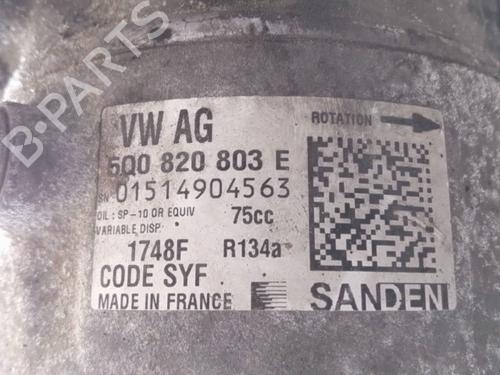 VW AG
ROTATION
5Q0 820 803 E
SN 01514904563
OIL: SP-10 OR EQUIV 75cc
VARIABLE DISP.
1748F R134a
CODE SYF
MADE IN FRANCE SANDEN
B-PARTS